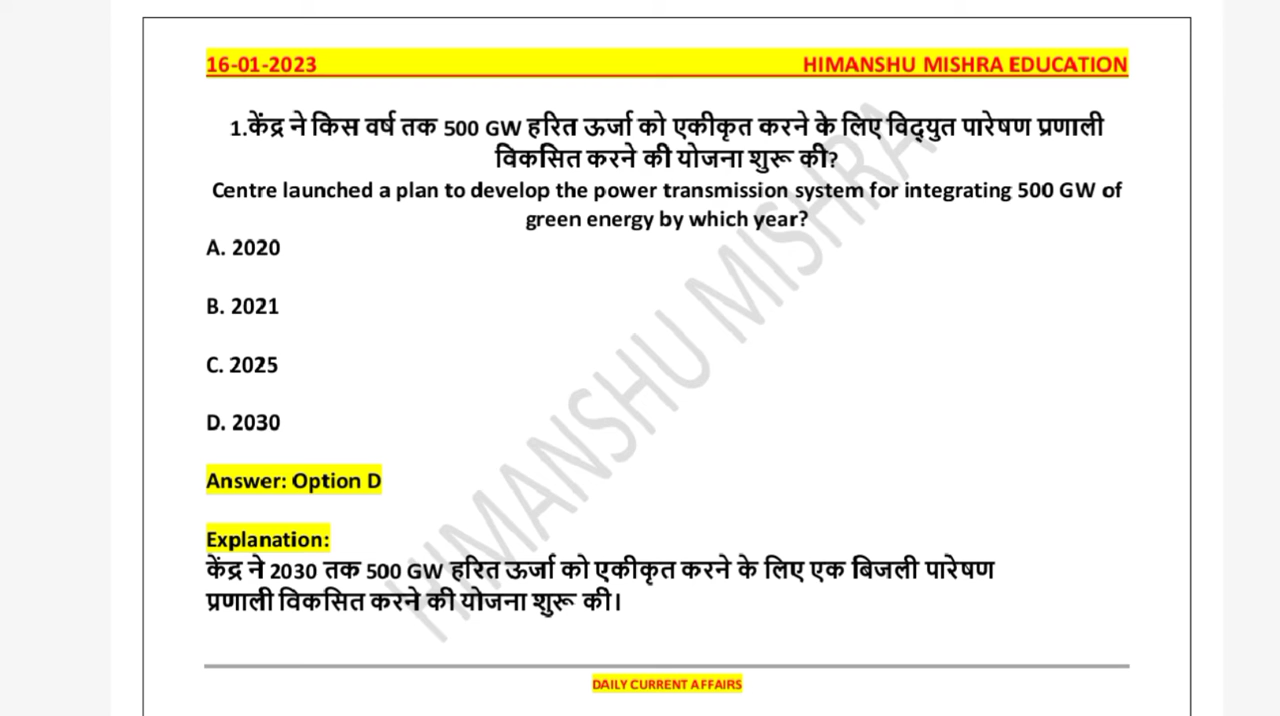 16-01-2023 HIMANSHU MISHRA EDUCATION
1.केंद्र ने किस वर्ष तक 500 GW हरित ऊर्जा को एकीकृत करने के लिए विद्युत पारेषण प्रणाली
विकसित करने की योजना शुरू की?
Centre launched a plan to develop the power transmission system for integrating 500 GW of
green energy by which year?
A. 2020
B. 2021
C. 2025
D. 2030
Answer: Option D
Explanation:
केंद्र ने 2030 तक 500 GW हरित ऊर्जा को एकीकृत करने के लिए एक बिजली पारेषण
प्रणाली विकसित करने की योजना शुरू की।
HIMANSHU MISHRA
DAILY CURRENT AFFAIRS